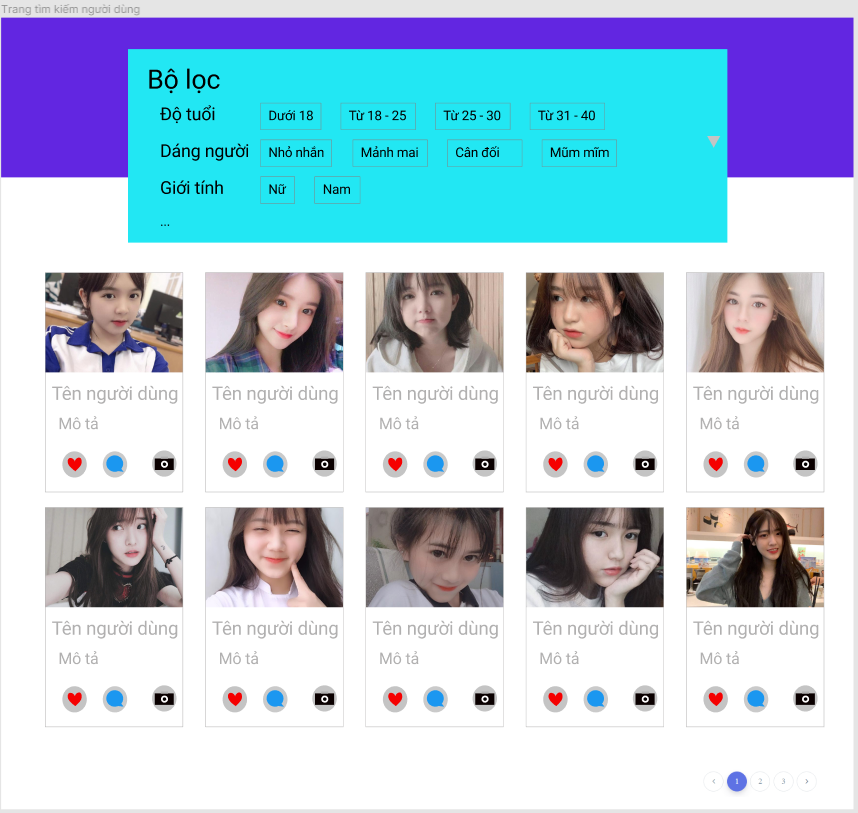 Trang tìm kiếm người dùng
Bộ lọc
Độ tuổi Dưới 18 Từ 18 - 25 Từ 25 - 30 Từ 31 - 40
Dáng người Nhỏ nhắn Mảnh mai Cân đối Mũm mĩm
Giới tính Nữ Nam
...
Tên người dùng Tên người dùng Tên người dùng Tên người dùng Tên người dùng
Mô tả Mô tả Mô tả Mô tả Mô tả
Tên người dùng Tên người dùng Tên người dùng Tên người dùng Tên người dùng
Mô tả Mô tả Mô tả Mô tả Mô tả
‹ 1 2 3 ›